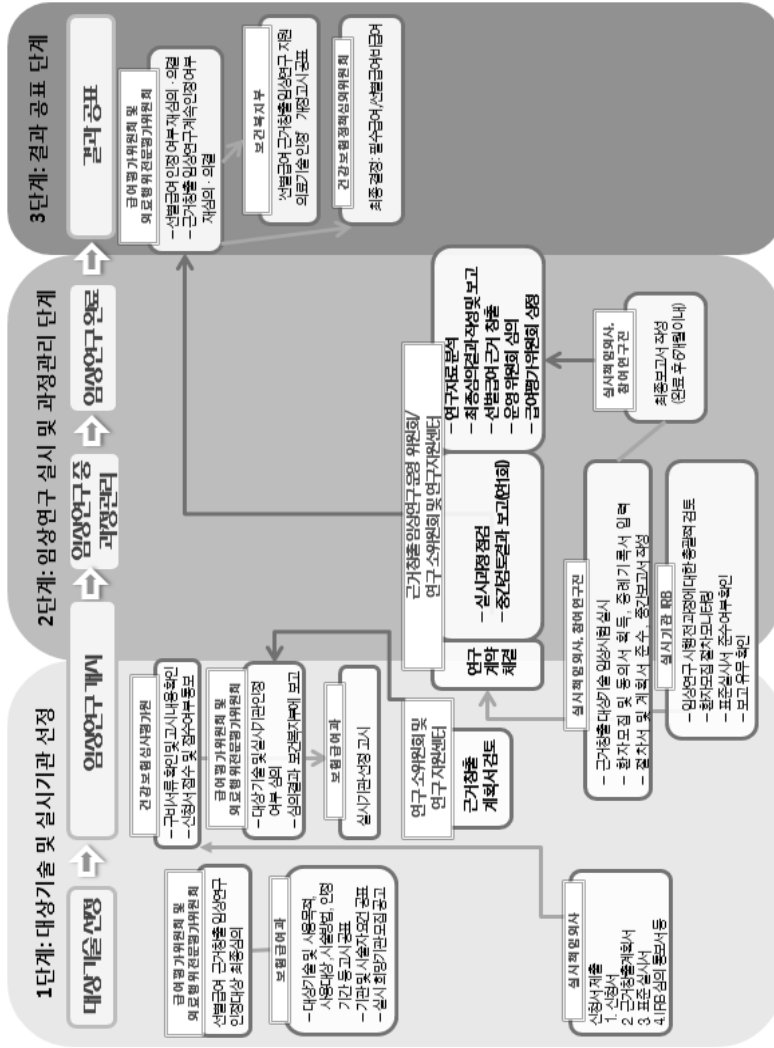 1단계: 대상기술 및 실시기관 선정
2단계: 임상연구 실시 및 과정관리 단계
3단계: 결과 공표 단계
대상기술 선정
임상연구 개시
임상연구 중
과정관리
임상연구 완료
결과 공표
급여평가위원회 및
의료행위전문평가위원회
선별급여 근거창출 임상연구
인정대상 최종심의
보험급여과
- 대상기술 및 사용목적,
사용대상, 시술방법, 인정
기간 등 고시 공표
- 기관 및 시술자 요건 공표
- 실시 희망기관 모집공고
실시책임의사
신청서 제출
1. 신청서
2. 근거창출계획서
3. 표준 실시서
4. IRB 심의 통보서 등
건강보험심사평가원
- 구비서류 확인 및 고시내용 확인
- 신청서 접수 및 접수여부 통보
급여평가위원회 및
의료행위전문평가위원회
- 대상기술 및 실시기관 인정
여부 심의
- 심의결과 보건복지부에 보고
보험급여과
실시기관 선정 고시
연구 소위원회 및
연구 지원센터
근거창출
계획서 검토
연구
계약
체결
근거창출 임상연구 운영 위원회/
연구 소위원회 및 연구지원센터
- 실시과정 점검
- 중간검토결과 보고(연1회)
- 연구자료 분석
- 최종심의결과 작성 및 보고
- 선별급여 근거 창출
- 운영 위원회 심의
- 급여평가위원회 상정
실시책임의사, 참여연구진
- 근거창출 대상기술 임상시험 실시
- 환자모집 및 동의서 획득, 증례기록서 입력
- 절차서 및 계획서 준수, 중간보고서 작성
실시기관 IRB
- 임상연구 시행 전 과정에 대한 총괄적 검토
- 환자모집 절차 모니터링
- 표준실시서 준수여부 확인
- 보고 유무 확인
실시책임의사,
참여연구진
최종보고서 작성
(완료 후 6개월 이내)
급여평가위원회 및
의료행위전문평가위원회
- 선별급여 인정 여부 재심의·의결
- 근거창출 임상연구 계속 인정여부
재심의·의결
보건복지부
'선별급여 근거창출 임상연구 지원
의료기술 인정' 개정고시 공표
건강보험정책심의위원회
최종 결정: 필수급여/선별급여/비급여